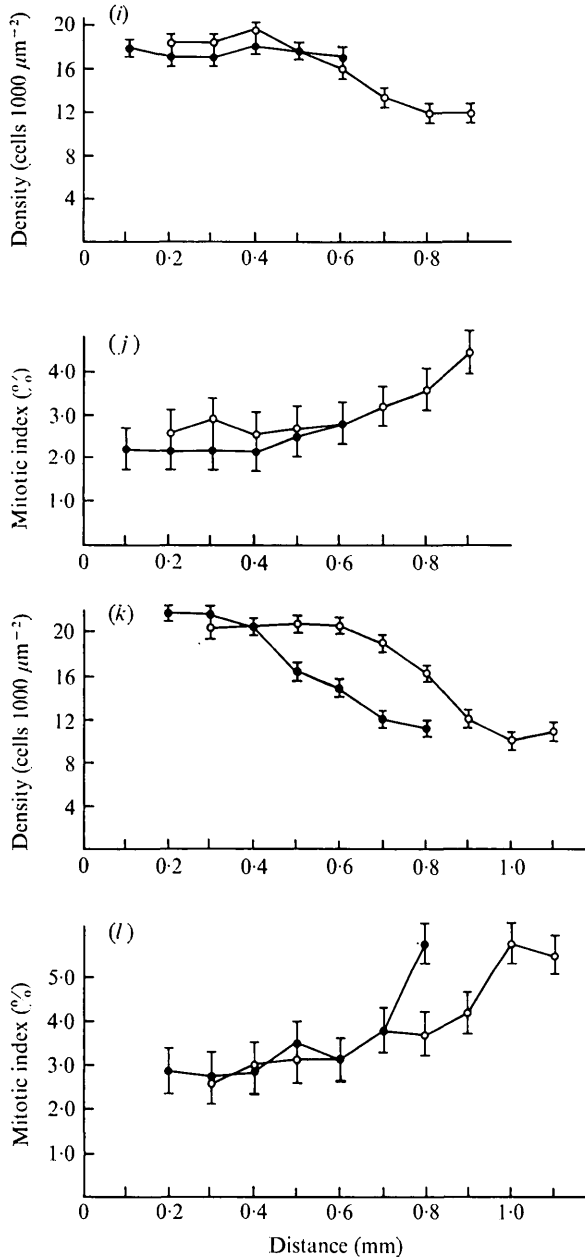 (i)
Density (cells 1000 μm⁻²)
20
16
12
8
4
0 0·2 0·4 0·6 0·8
(j)
Mitotic index (%)
4·0
3·0
2·0
1·0
0 0·2 0·4 0·6 0·8
(k)
Density (cells 1000 μm⁻²)
20
16
12
8
4
0 0·2 0·4 0·6 0·8 1·0
(l)
Mitotic index (%)
5·0
4·0
3·0
2·0
1·0
0 0·2 0·4 0·6 0·8 1·0
Distance (mm)